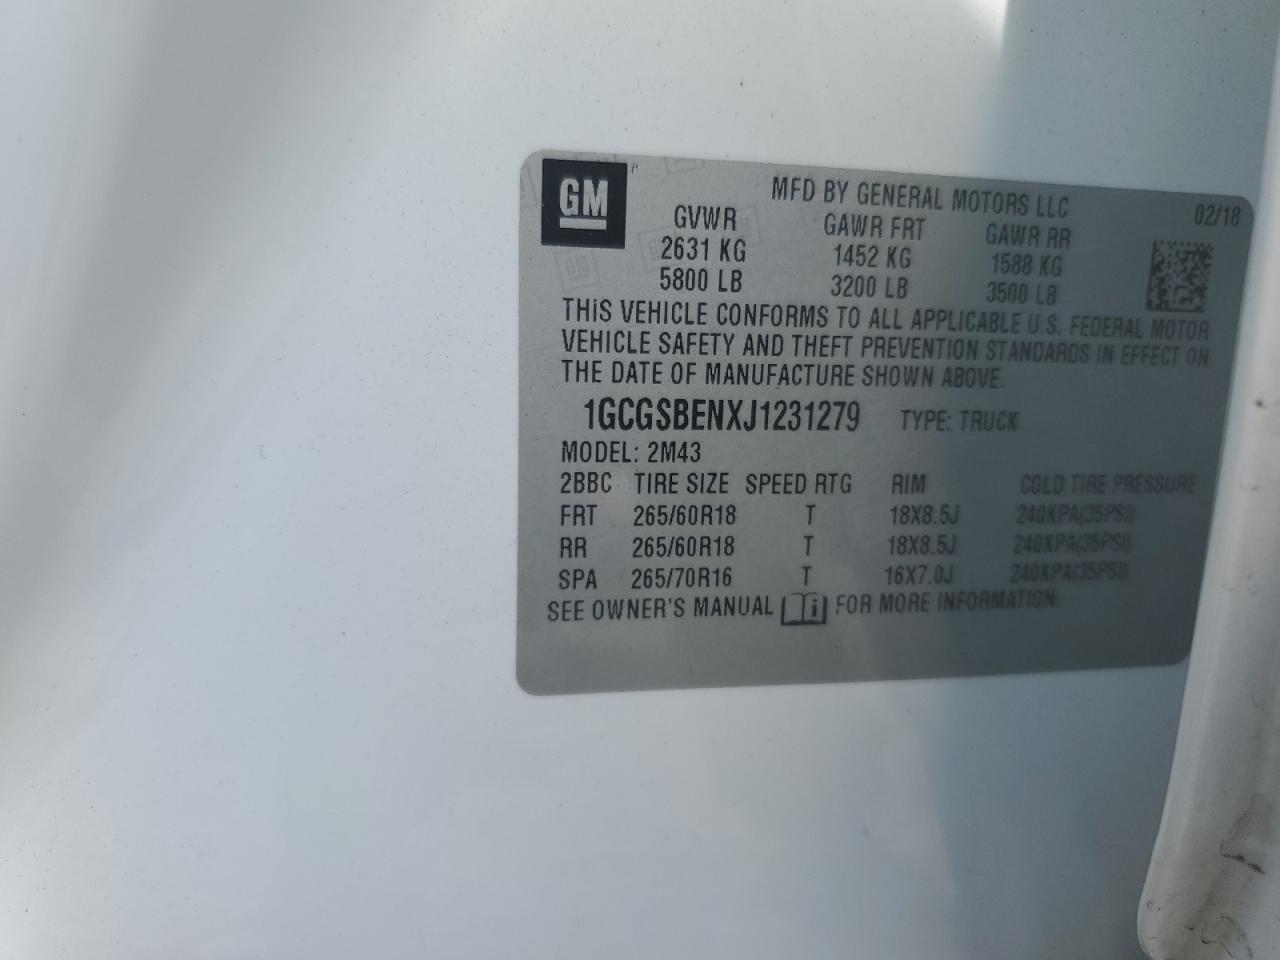 GM
MFD BY GENERAL MOTORS LLC 02/18
GVWR GAWR FRT GAWR RR
2631 KG 1452 KG 1588 KG
5800 LB 3200 LB 3500 LB
THiS VEHICLE CONFORMS TO ALL APPLICABLE U.S. FEDERAL MOTOR
VEHICLE SAFETY AND THEFT PREVENTION STANDARDS IN EFFECT ON
THE DATE OF MANUFACTURE SHOWN ABOVE.
1GCGSBENXJ1231279 TYPE: TRUCK
MODEL: 2M43
2BBC TIRE SIZE SPEED RTG RIM COLD TIRE PRESSURE
FRT 265/60R18 T 18X8.5J 240KPA(35PSI)
RR 265/60R18 T 18X8.5J 240KPA(35PSI)
SPA 265/70R16 T 16X7.0J 240KPA(35PSI)
SEE OWNER'S MANUAL i FOR MORE INFORMATION.